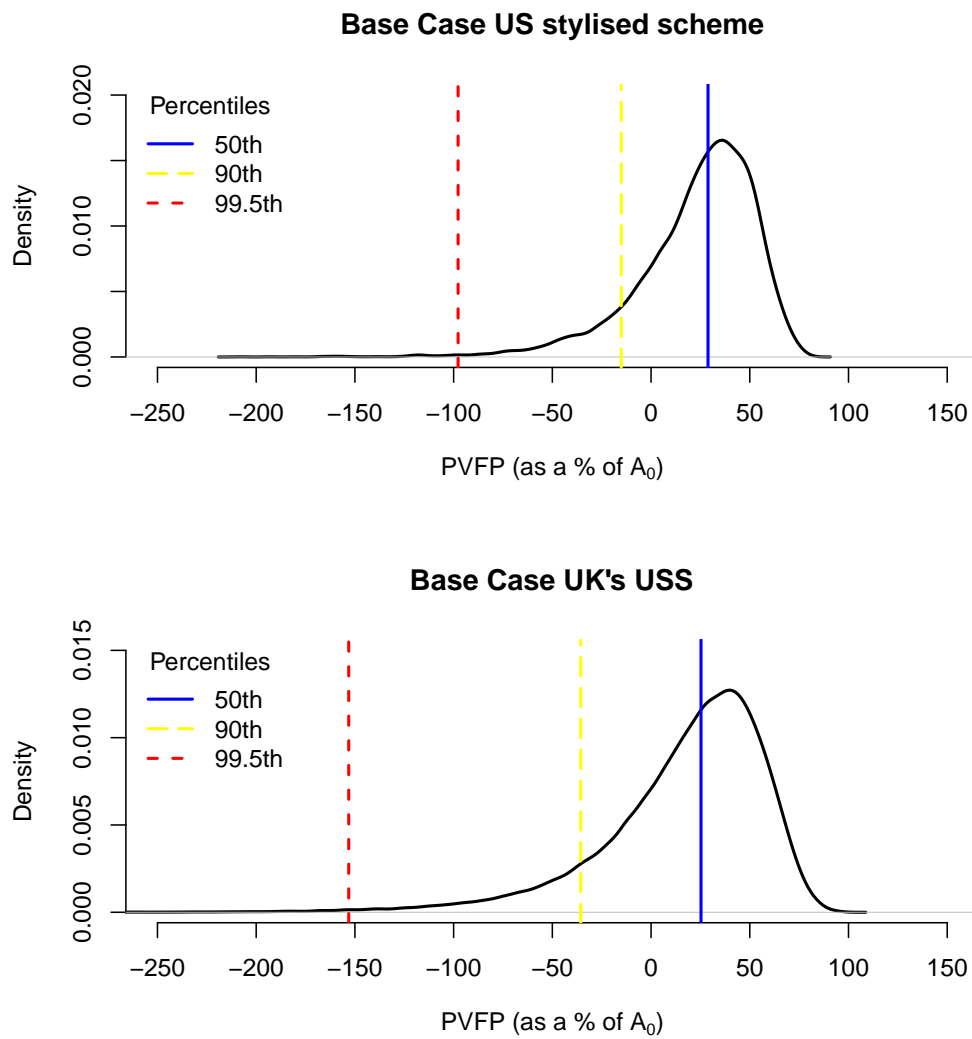 Base Case US stylised scheme
Density
0.000 0.010 0.020
Percentiles
50th
90th
99.5th
−250 −200 −150 −100 −50 0 50 100 150
PVFP (as a % of A₀)
Base Case UK's USS
Density
0.000 0.005 0.010 0.015
Percentiles
50th
90th
99.5th
−250 −200 −150 −100 −50 0 50 100 150
PVFP (as a % of A₀)